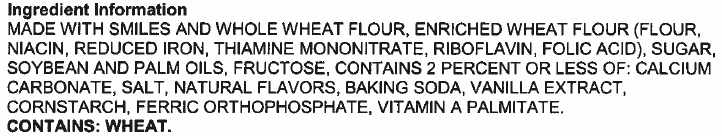 Ingredient Information
MADE WITH SMILES AND WHOLE WHEAT FLOUR, ENRICHED WHEAT FLOUR (FLOUR,
NIACIN, REDUCED IRON, THIAMINE MONONITRATE, RIBOFLAVIN, FOLIC ACID), SUGAR,
SOYBEAN AND PALM OILS, FRUCTOSE, CONTAINS 2 PERCENT OR LESS OF: CALCIUM
CARBONATE, SALT, NATURAL FLAVORS, BAKING SODA, VANILLA EXTRACT,
CORNSTARCH, FERRIC ORTHOPHOSPHATE, VITAMIN A PALMITATE.
CONTAINS: WHEAT.